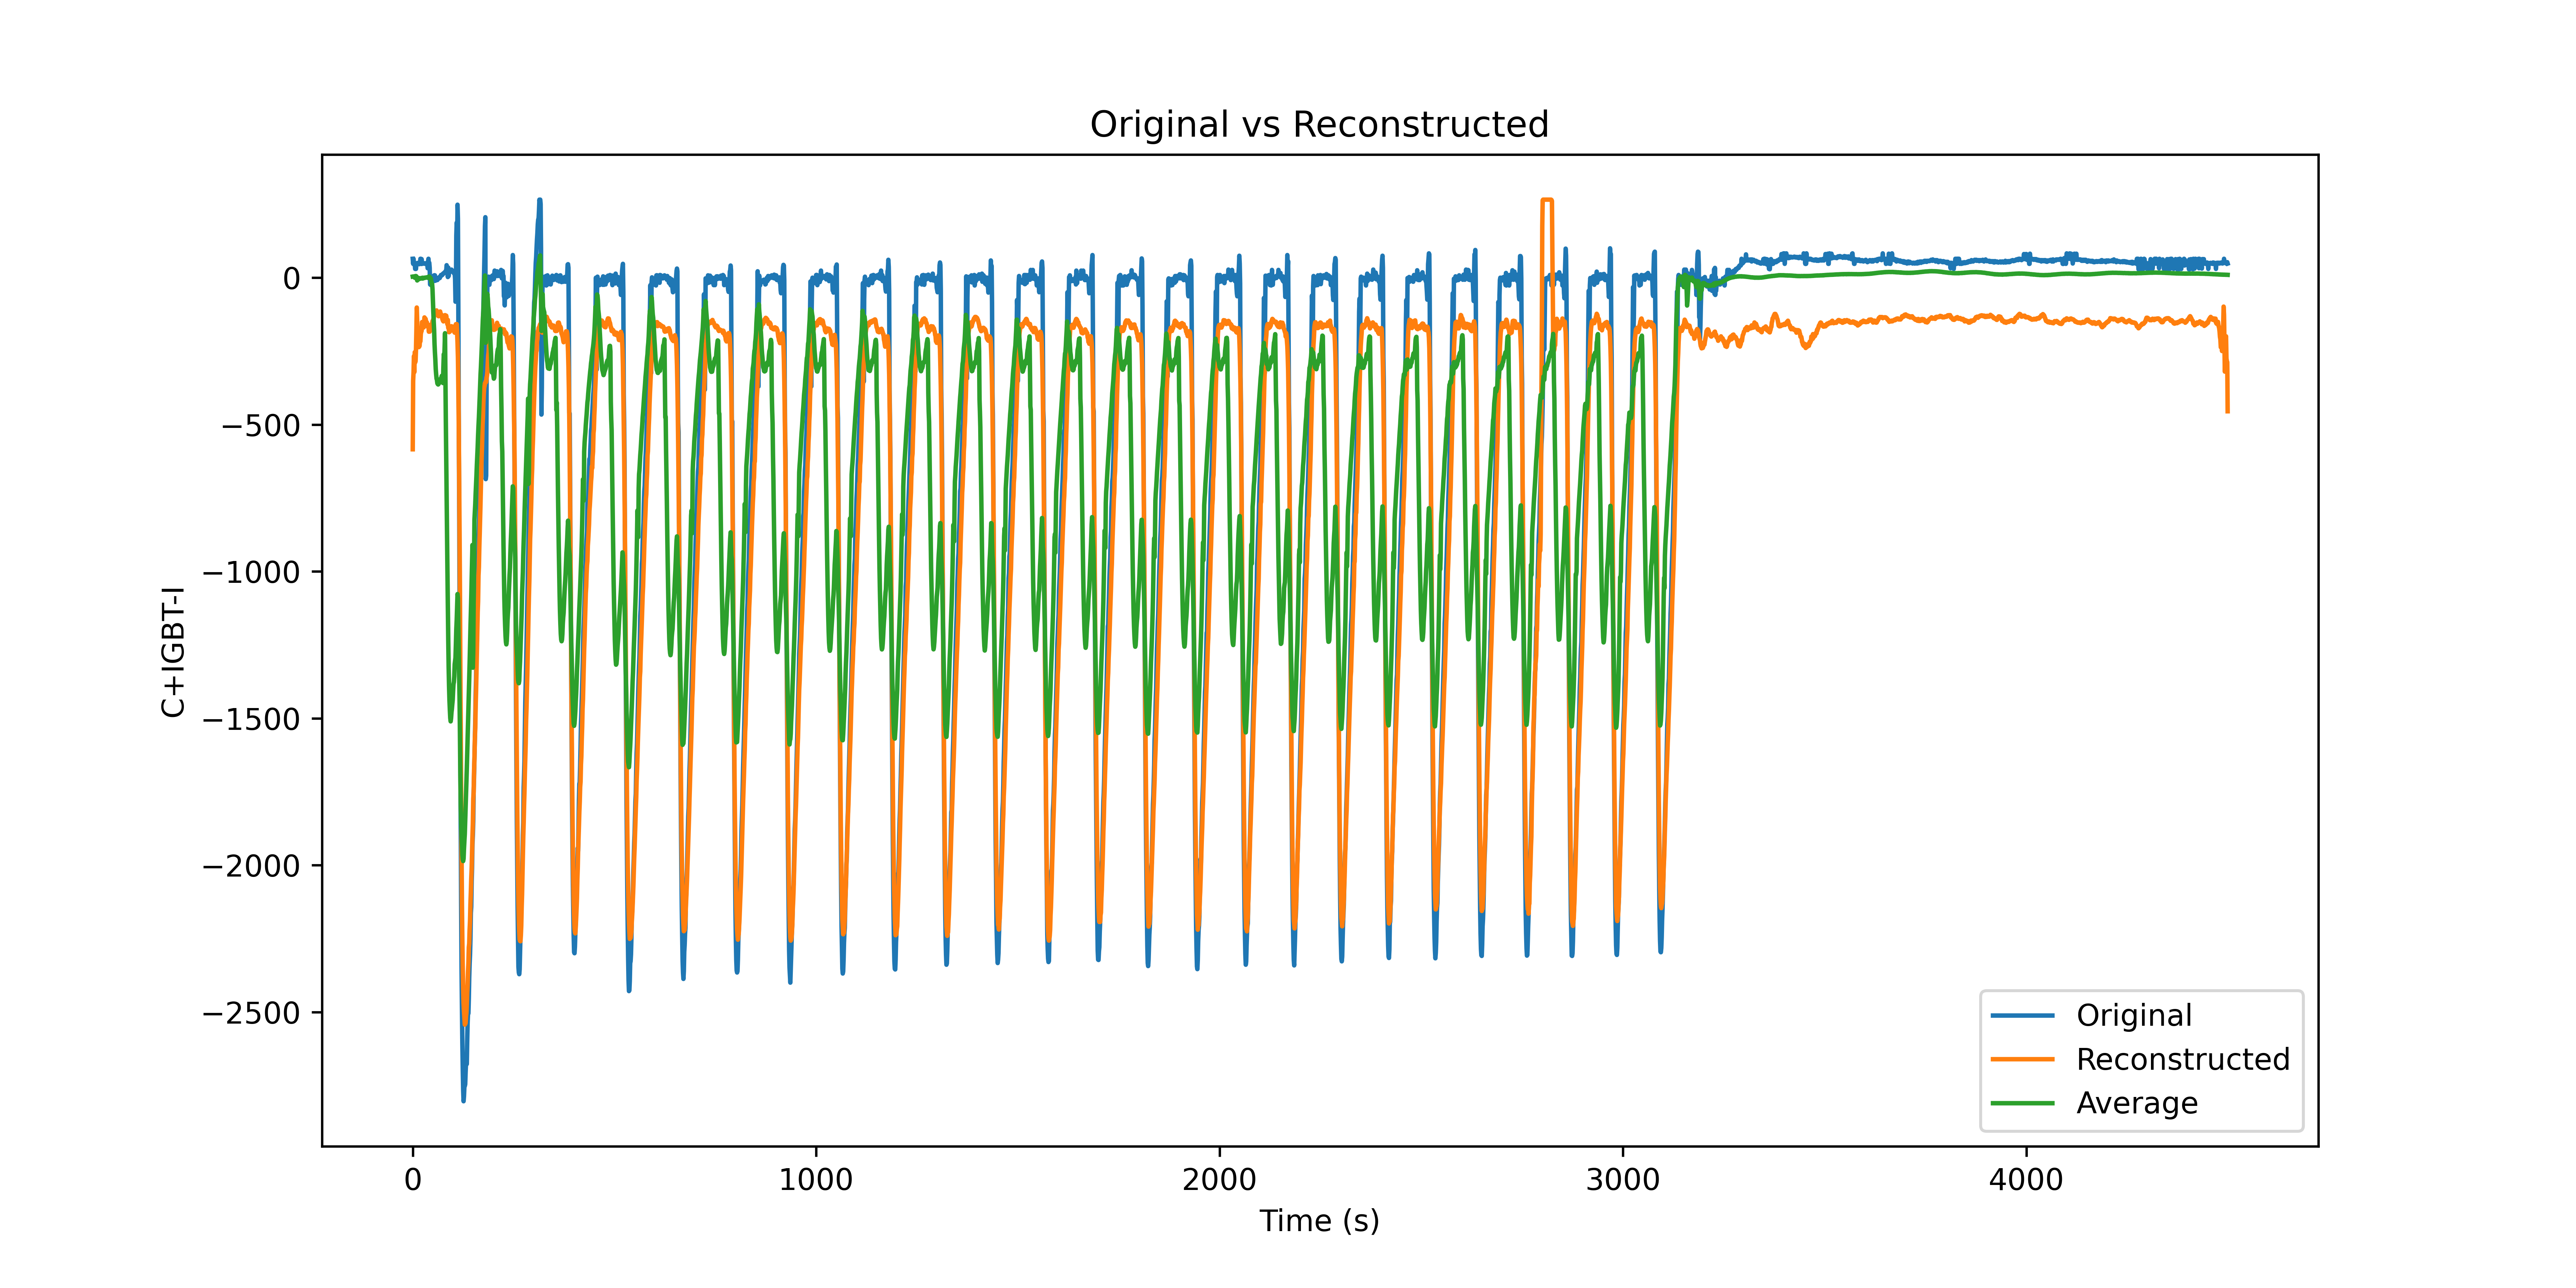 Original vs Reconstructed
C+IGBT-I
0
−500
−1000
−1500
−2000
−2500
0 1000 2000 3000 4000
Time (s)
Original
Reconstructed
Average